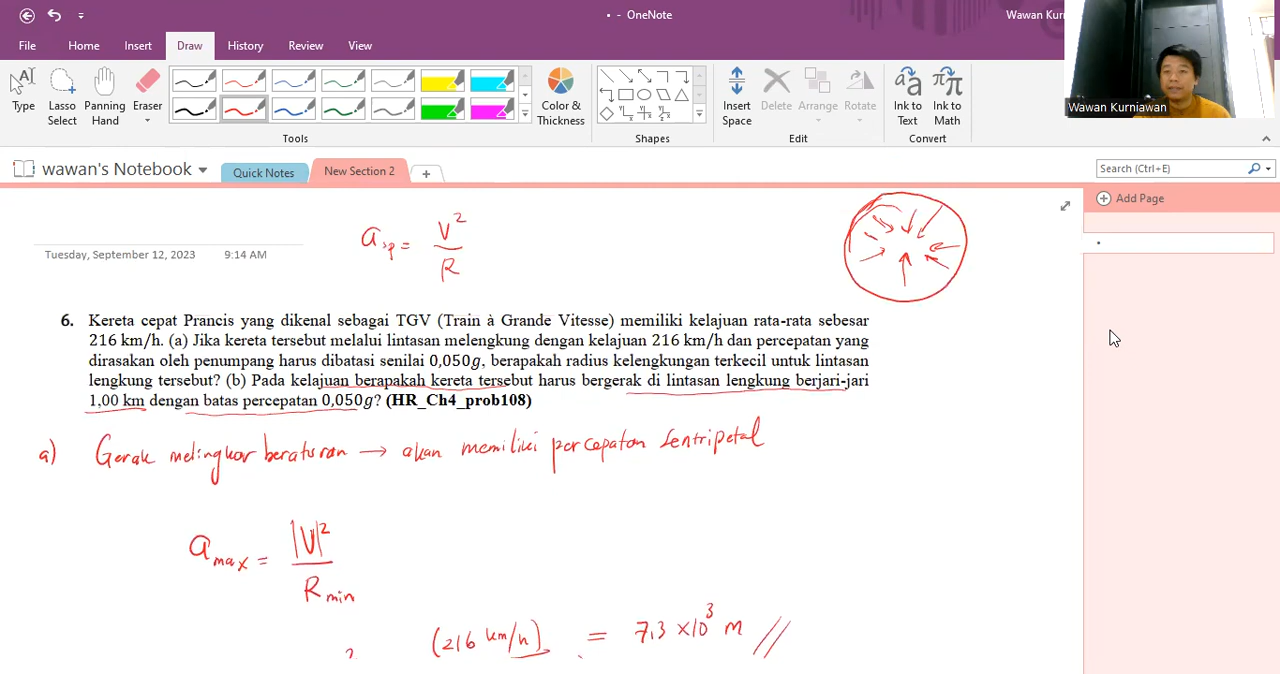 • - OneNote
Wawan Kurn
File Home Insert Draw History Review View
Type
Lasso Select
Panning Hand
Eraser
Color & Thickness
Insert Space
Delete
Arrange
Rotate
Ink to Text
Ink to Math
Tools
Shapes
Edit
Convert
Wawan Kurniawan
wawan's Notebook
Quick Notes
New Section 2
Search (Ctrl+E)
Add Page
a_sp = V²/R
Tuesday, September 12, 2023 9:14 AM
6. Kereta cepat Prancis yang dikenal sebagai TGV (Train à Grande Vitesse) memiliki kelajuan rata-rata sebesar
216 km/h. (a) Jika kereta tersebut melalui lintasan melengkung dengan kelajuan 216 km/h dan percepatan yang
dirasakan oleh penumpang harus dibatasi senilai 0,050g, berapakah radius kelengkungan terkecil untuk lintasan
lengkung tersebut? (b) Pada kelajuan berapakah kereta tersebut harus bergerak di lintasan lengkung berjari-jari
1,00 km dengan batas percepatan 0,050g? (HR_Ch4_prob108)
a) Gerak melingkar beraturan → akan memiliki percepatan sentripetal
a_max = |V|²/R_min
(216 km/h) = 7.3 × 10³ m //